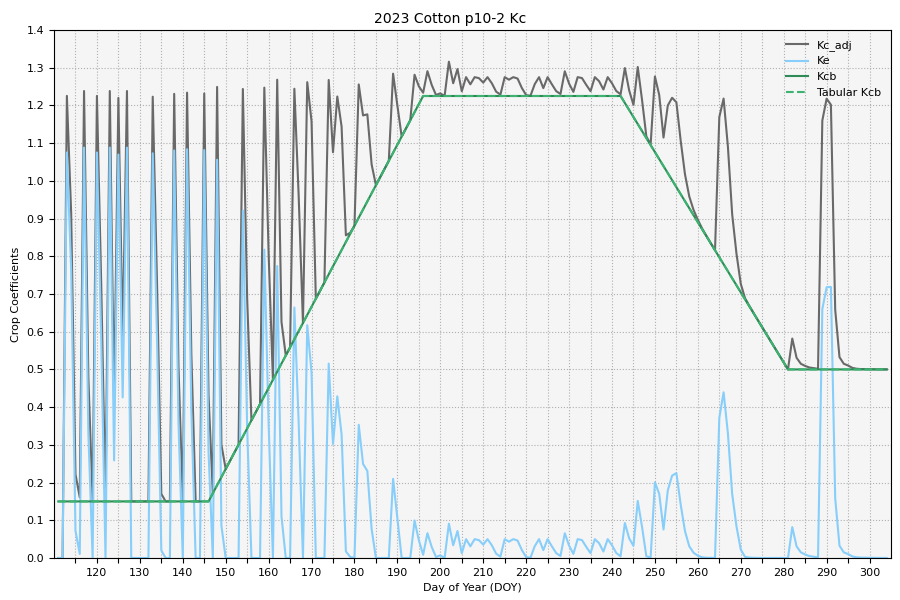 2023 Cotton p10-2 Kc
Kc_adj
Ke
Kcb
Tabular Kcb
Crop Coefficients
1.4
1.3
1.2
1.1
1.0
0.9
0.8
0.7
0.6
0.5
0.4
0.3
0.2
0.1
0.0
120 130 140 150 160 170 180 190 200 210 220 230 240 250 260 270 280 290 300
Day of Year (DOY)